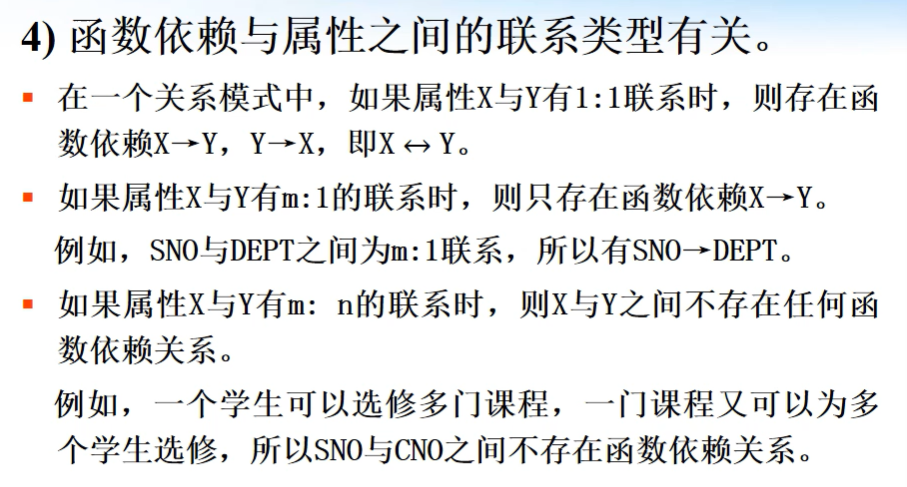 4) 函数依赖与属性之间的联系类型有关。
▪ 在一个关系模式中，如果属性X与Y有1:1联系时，则存在函
数依赖X→Y，Y→X，即X ↔ Y。
▪ 如果属性X与Y有m:1的联系时，则只存在函数依赖X→Y。
例如，SNO与DEPT之间为m:1联系，所以有SNO→DEPT。
▪ 如果属性X与Y有m: n的联系时，则X与Y之间不存在任何函
数依赖关系。
例如，一个学生可以选修多门课程，一门课程又可以为多
个学生选修，所以SNO与CNO之间不存在函数依赖关系。